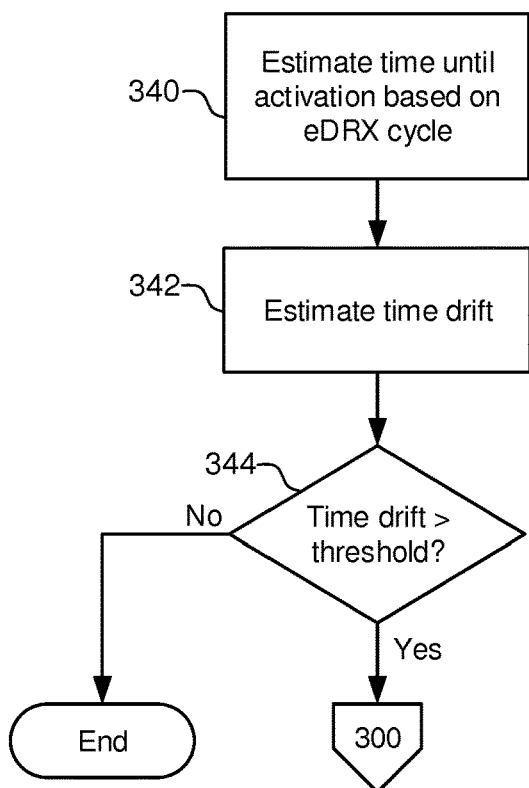 340
Estimate time until
activation based on
eDRX cycle
342
Estimate time drift
344
Time drift >
threshold?
No
Yes
End
300